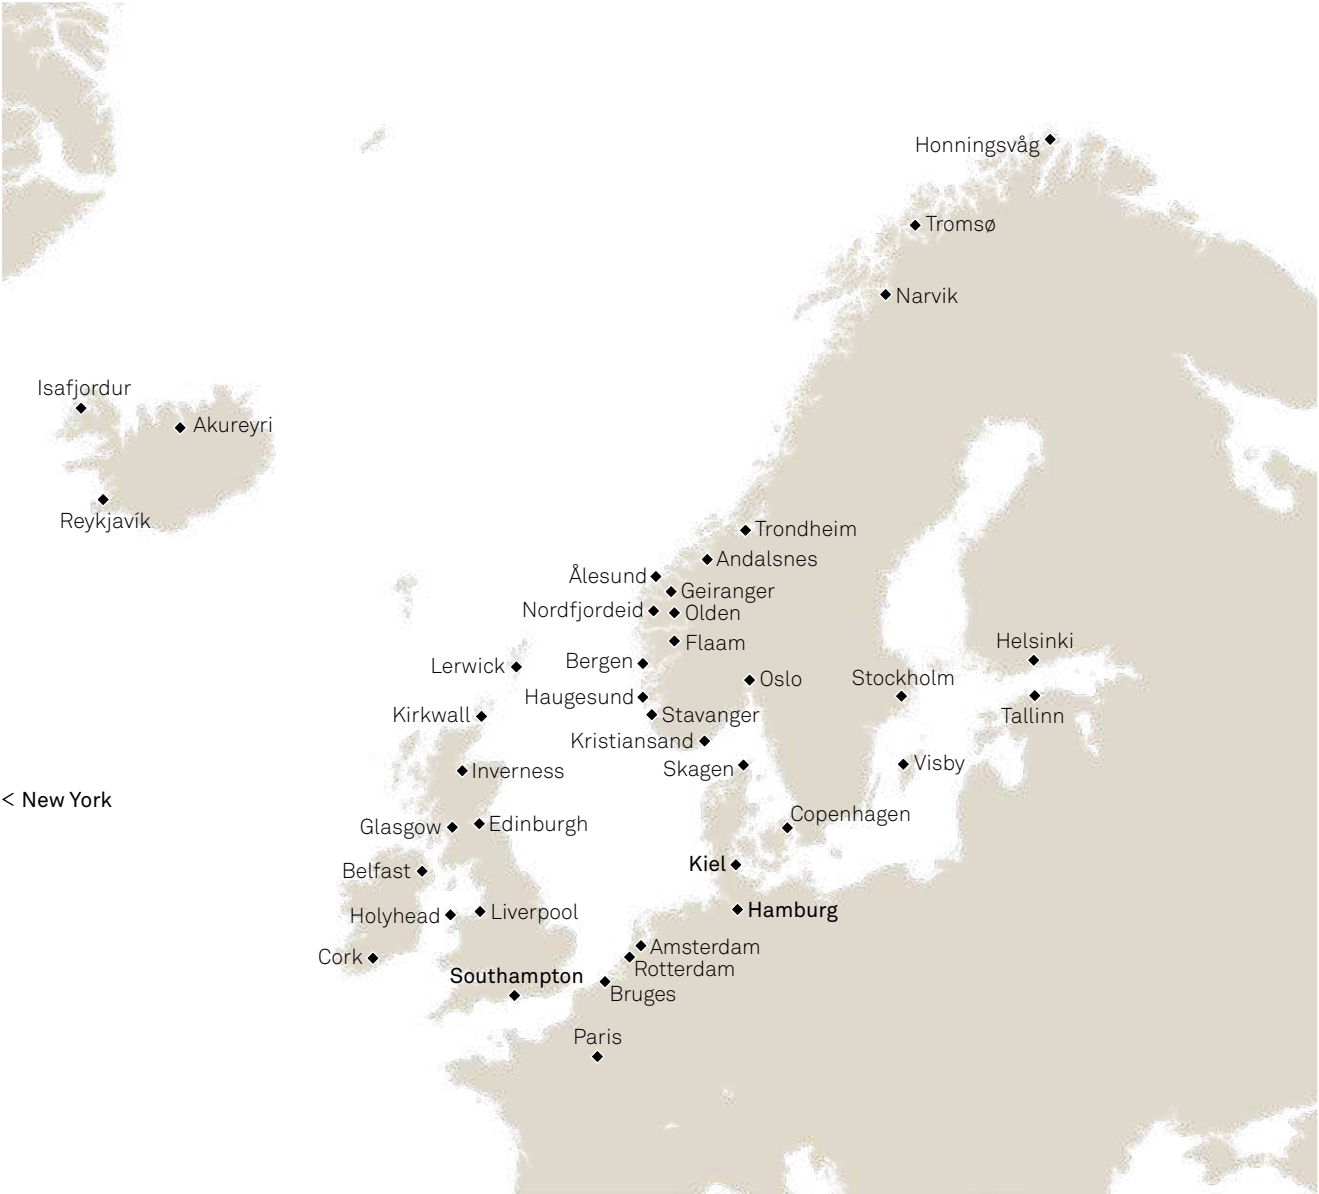 Honningsvåg
Tromsø
Narvik
Isafjordur
Akureyri
Reykjavík
Trondheim
Andalsnes
Ålesund
Geiranger
Nordfjordeid
Olden
Flaam
Helsinki
Bergen
Lerwick
Oslo
Stockholm
Haugesund
Kirkwall
Stavanger
Tallinn
Kristiansand
Skagen
Visby
Inverness
< New York
Copenhagen
Glasgow
Edinburgh
Kiel
Belfast
Hamburg
Holyhead
Liverpool
Amsterdam
Cork
Rotterdam
Southampton
Bruges
Paris